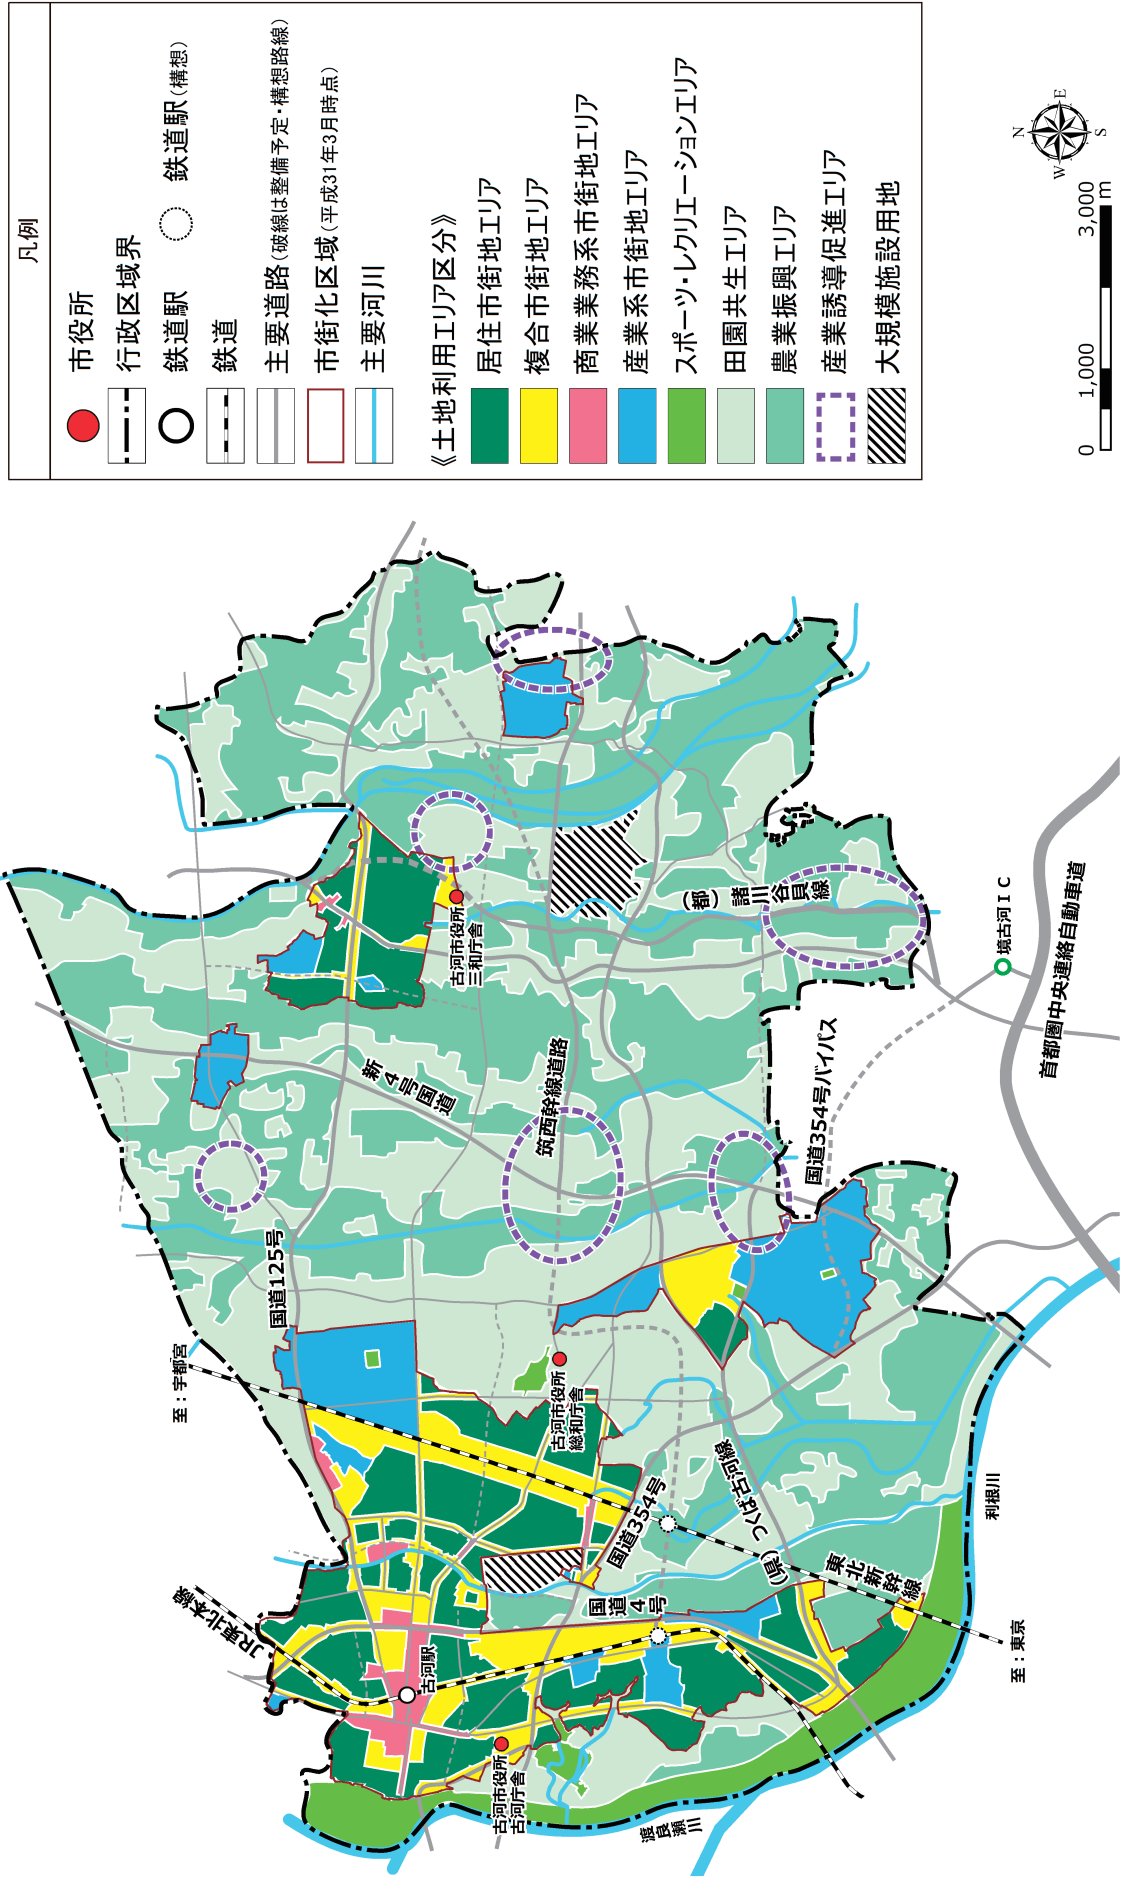 凡例
市役所
行政区域界
鉄道駅
鉄道駅(構想)
鉄道
主要道路(破線は整備予定・構想路線)
市街化区域(平成31年3月時点)
主要河川
《土地利用エリア区分》
居住市街地エリア
複合市街地エリア
商業業務系市街地エリア
産業系市街地エリア
スポーツ・レクリエーションエリア
田園共生エリア
農業振興エリア
産業誘導促進エリア
大規模施設用地
N
E
S
W
0
1,000
3,000
m
至:宇都宮
JR東北本線
国道125号
新4号国道
古河市役所
三和庁舎
筑西幹線道路
(都)
諸川
谷貝線
境古河IC
首都圏中央連絡自動車道
国道354号バイパス
古河市役所
総和庁舎
国道354号
(県)つくば古河線
国道
4号
東北新幹線
古河駅
古河市役所
古河庁舎
渡良瀬川
利根川
至:東京